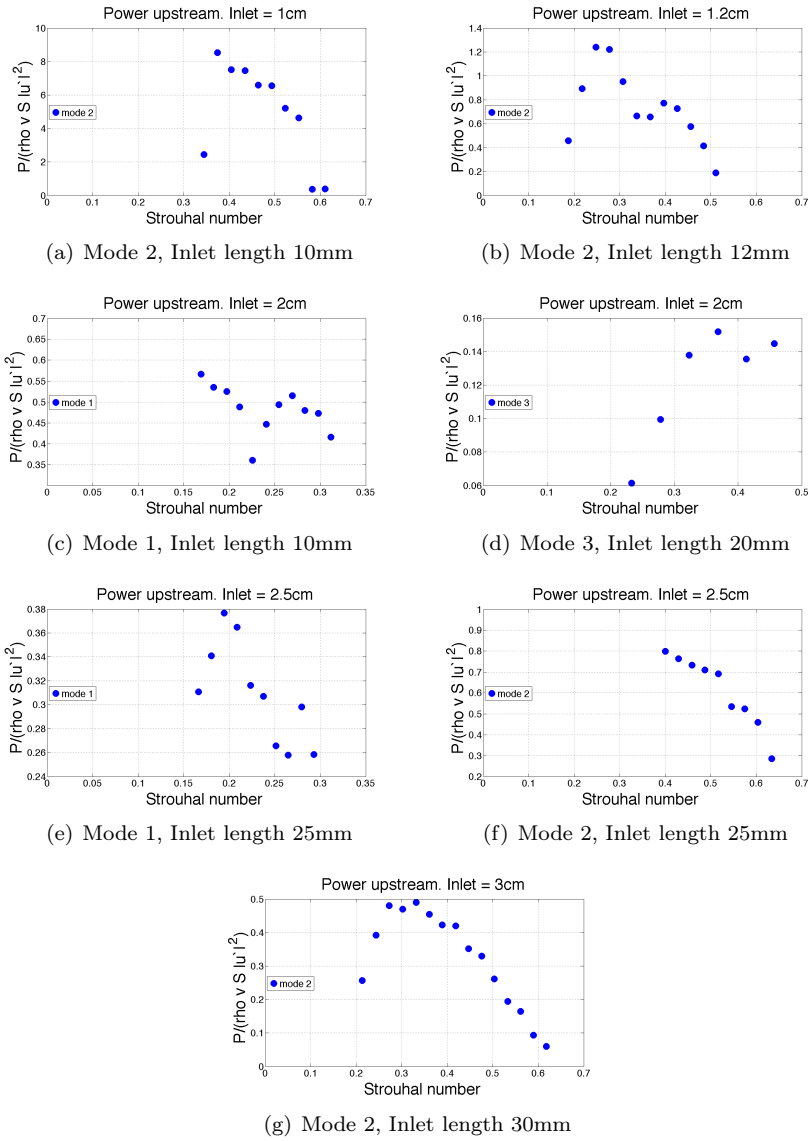 Power upstream. Inlet = 1cm
P/(rho v S |u`|²)
10
8
6
4
2
0
mode 2
0 0.1 0.2 0.3 0.4 0.5 0.6 0.7
Strouhal number
(a) Mode 2, Inlet length 10mm
Power upstream. Inlet = 1.2cm
P/(rho v S |u`|²)
1.4
1.2
1
0.8
0.6
0.4
0.2
0
mode 2
0 0.1 0.2 0.3 0.4 0.5 0.6 0.7
Strouhal number
(b) Mode 2, Inlet length 12mm
Power upstream. Inlet = 2cm
P/(rho v S |u`|²)
0.7
0.65
0.6
0.55
0.5
0.45
0.4
0.35
mode 1
0 0.05 0.1 0.15 0.2 0.25 0.3 0.35
Strouhal number
(c) Mode 1, Inlet length 10mm
Power upstream. Inlet = 2cm
P/(rho v S |u`|²)
0.16
0.14
0.12
0.1
0.08
0.06
mode 3
0 0.1 0.2 0.3 0.4 0.5
Strouhal number
(d) Mode 3, Inlet length 20mm
Power upstream. Inlet = 2.5cm
P/(rho v S |u`|²)
0.38
0.36
0.34
0.32
0.3
0.28
0.26
0.24
mode 1
0 0.05 0.1 0.15 0.2 0.25 0.3 0.35
Strouhal number
(e) Mode 1, Inlet length 25mm
Power upstream. Inlet = 2.5cm
P/(rho v S |u`|²)
1
0.9
0.8
0.7
0.6
0.5
0.4
0.3
0.2
mode 2
0 0.1 0.2 0.3 0.4 0.5 0.6 0.7
Strouhal number
(f) Mode 2, Inlet length 25mm
Power upstream. Inlet = 3cm
P/(rho v S |u`|²)
0.5
0.4
0.3
0.2
0.1
0
mode 2
0 0.1 0.2 0.3 0.4 0.5 0.6 0.7
Strouhal number
(g) Mode 2, Inlet length 30mm